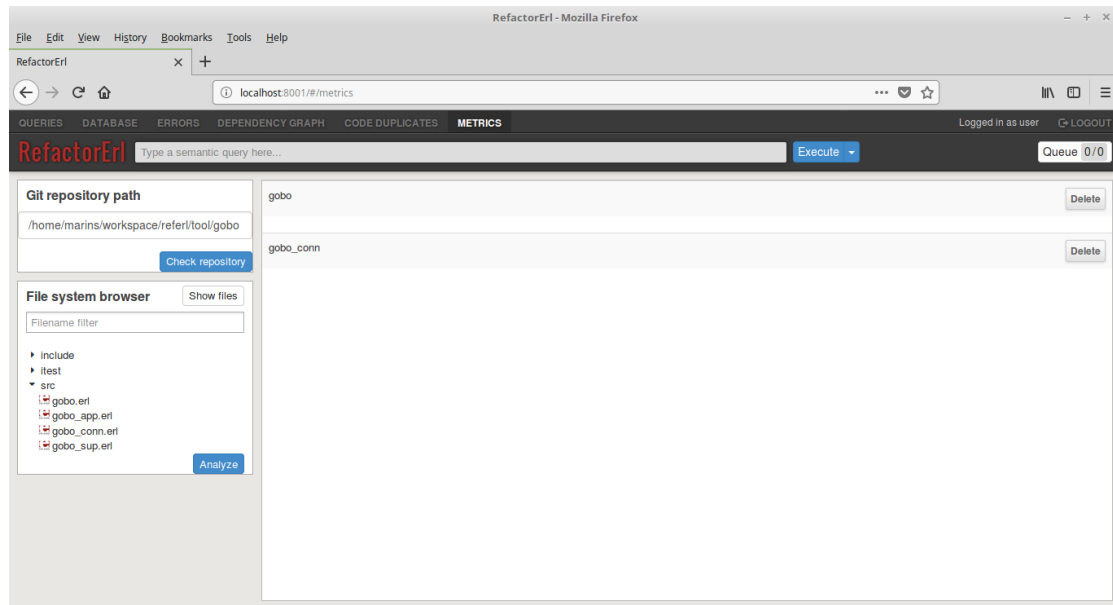 RefactorErl - Mozilla Firefox
File Edit View History Bookmarks Tools Help
RefactorErl
localhost:8001/#/metrics
QUERIES DATABASE ERRORS DEPENDENCY GRAPH CODE DUPLICATES METRICS Logged in as user LOGOUT
RefactorErl Type a semantic query here... Execute Queue 0/0
Git repository path
/home/marins/workspace/referl/tool/gobo
Check repository
File system browser Show files
Filename filter
include
itest
src
gobo.erl
gobo_app.erl
gobo_conn.erl
gobo_sup.erl
Analyze
gobo Delete
gobo_conn Delete